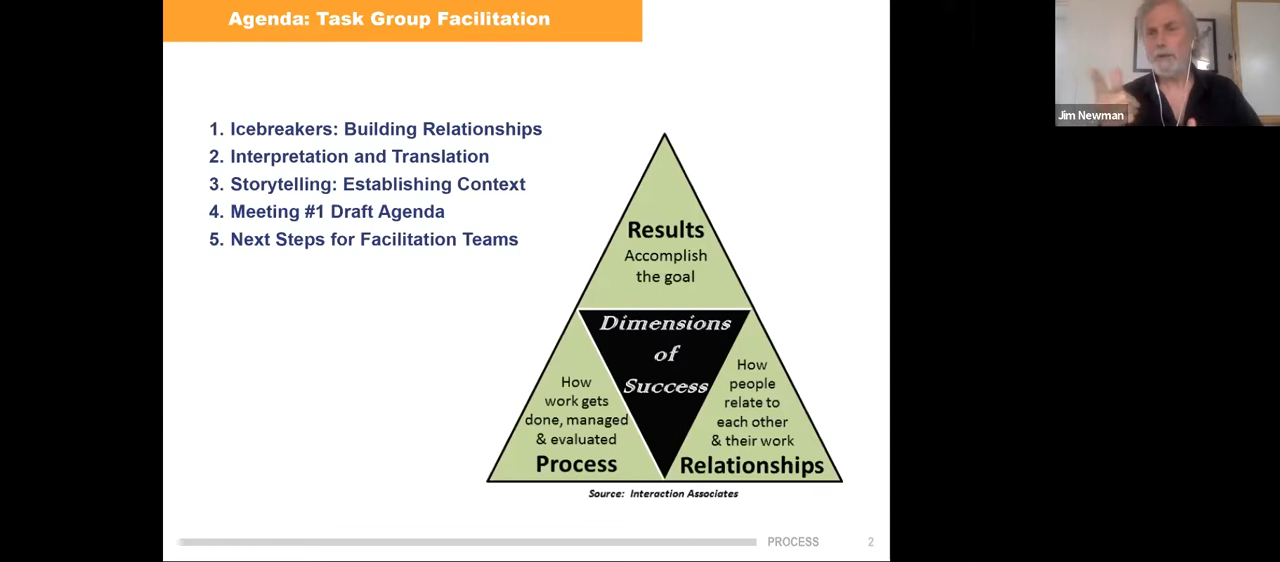 Agenda: Task Group Facilitation
1. Icebreakers: Building Relationships
2. Interpretation and Translation
3. Storytelling: Establishing Context
4. Meeting #1 Draft Agenda
5. Next Steps for Facilitation Teams
Results
Accomplish
the goal
Dimensions
of
Success
How
work gets
done, managed
& evaluated
Process
How
people
relate to
each other
& their work
Relationships
Source: Interaction Associates
PROCESS 2
Jim Newman